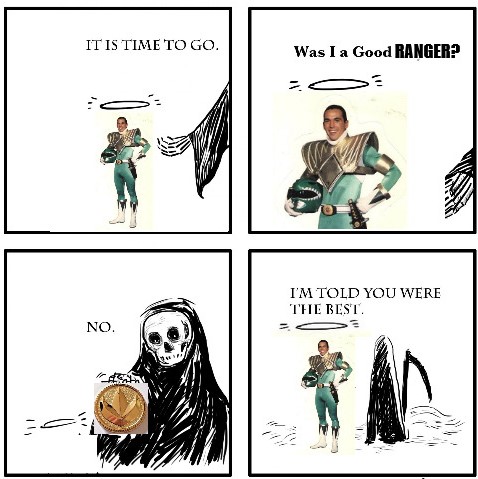 IT IS TIME TO GO.
Was I a Good RANGER?
NO.
I'M TOLD YOU WERE
THE BEST.